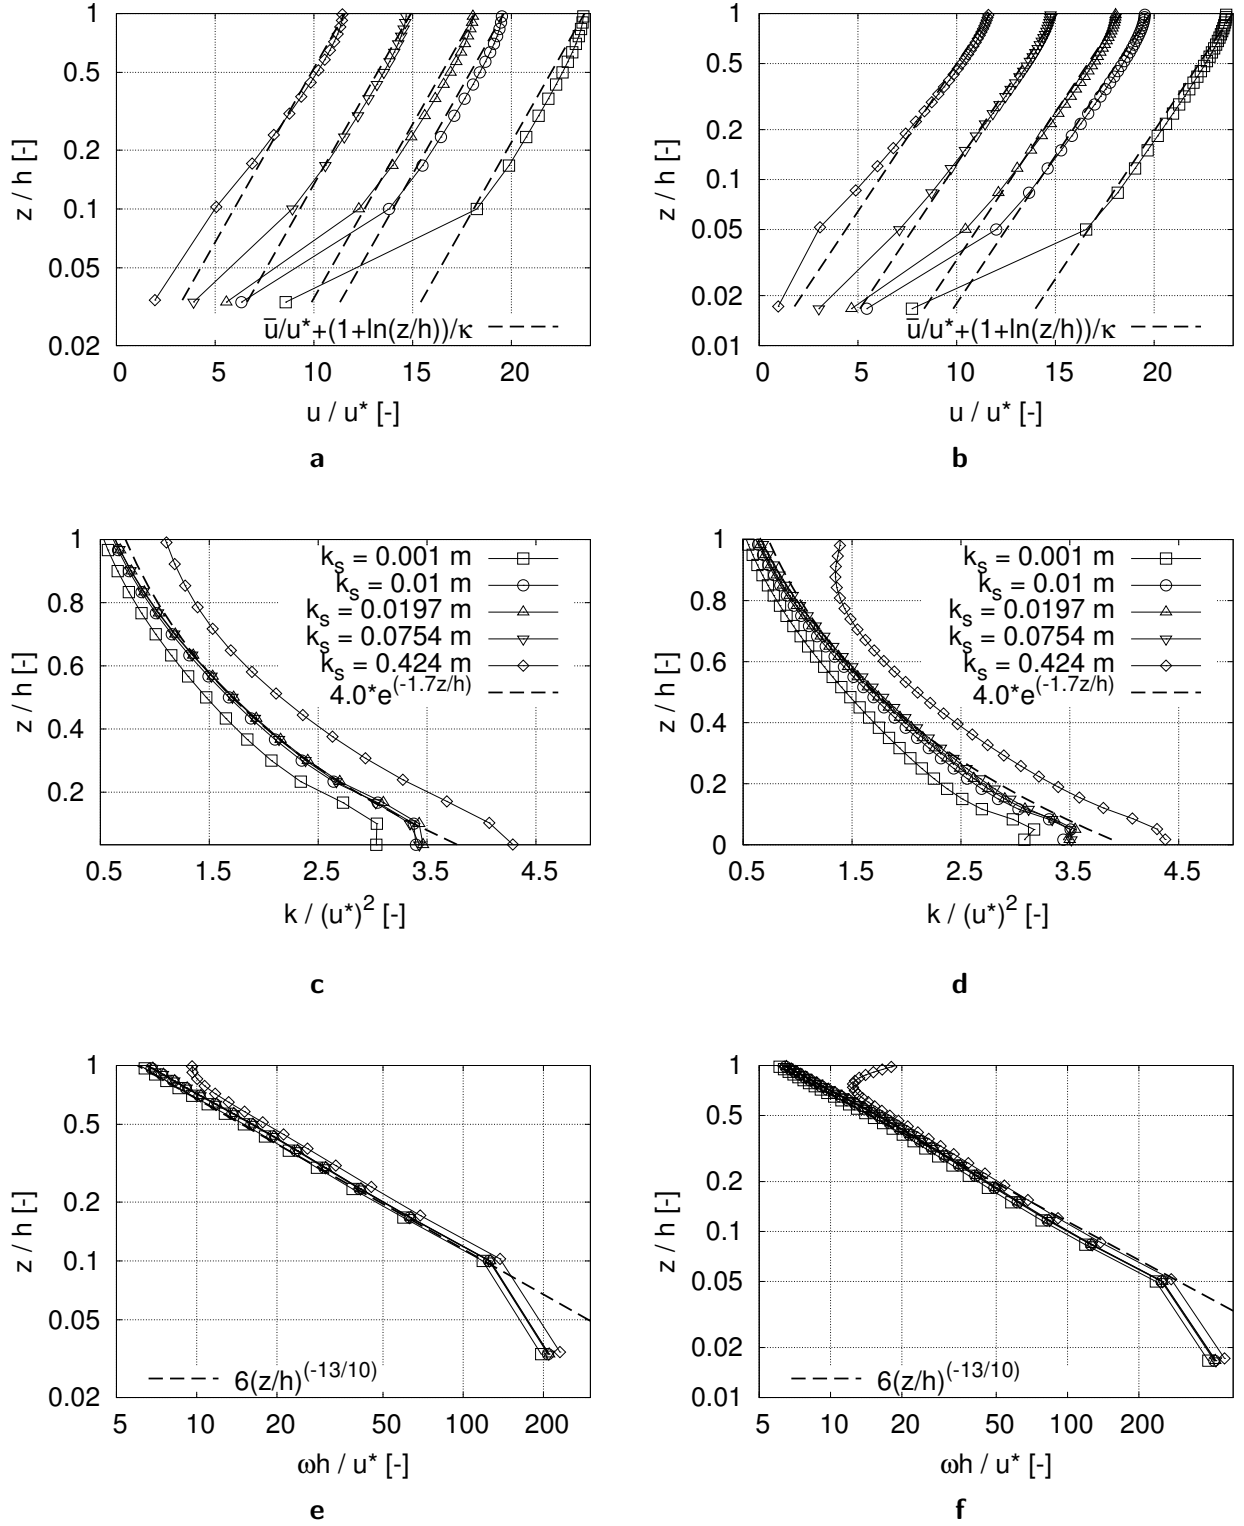 1
0.5
0.2
0.1
0.05
0.02
z / h [-]
u̅/u*+(1+ln(z/h))/κ
0 5 10 15 20
u / u* [-]
a
1
0.5
0.2
0.1
0.05
0.02
0.01
z / h [-]
u̅/u*+(1+ln(z/h))/κ
0 5 10 15 20
u / u* [-]
b
1
0.8
0.6
0.4
0.2
z / h [-]
k_s = 0.001 m
k_s = 0.01 m
k_s = 0.0197 m
k_s = 0.0754 m
k_s = 0.424 m
4.0*e^(-1.7z/h)
0.5 1.5 2.5 3.5 4.5
k / (u*)² [-]
c
1
0.8
0.6
0.4
0.2
0
z / h [-]
k_s = 0.001 m
k_s = 0.01 m
k_s = 0.0197 m
k_s = 0.0754 m
k_s = 0.424 m
4.0*e^(-1.7z/h)
0.5 1.5 2.5 3.5 4.5
k / (u*)² [-]
d
1
0.5
0.2
0.1
0.05
0.02
z / h [-]
6(z/h)^(-13/10)
5 10 20 50 100 200
ωh / u* [-]
e
1
0.5
0.2
0.1
0.05
0.02
0.01
z / h [-]
6(z/h)^(-13/10)
5 10 20 50 100 200
ωh / u* [-]
f